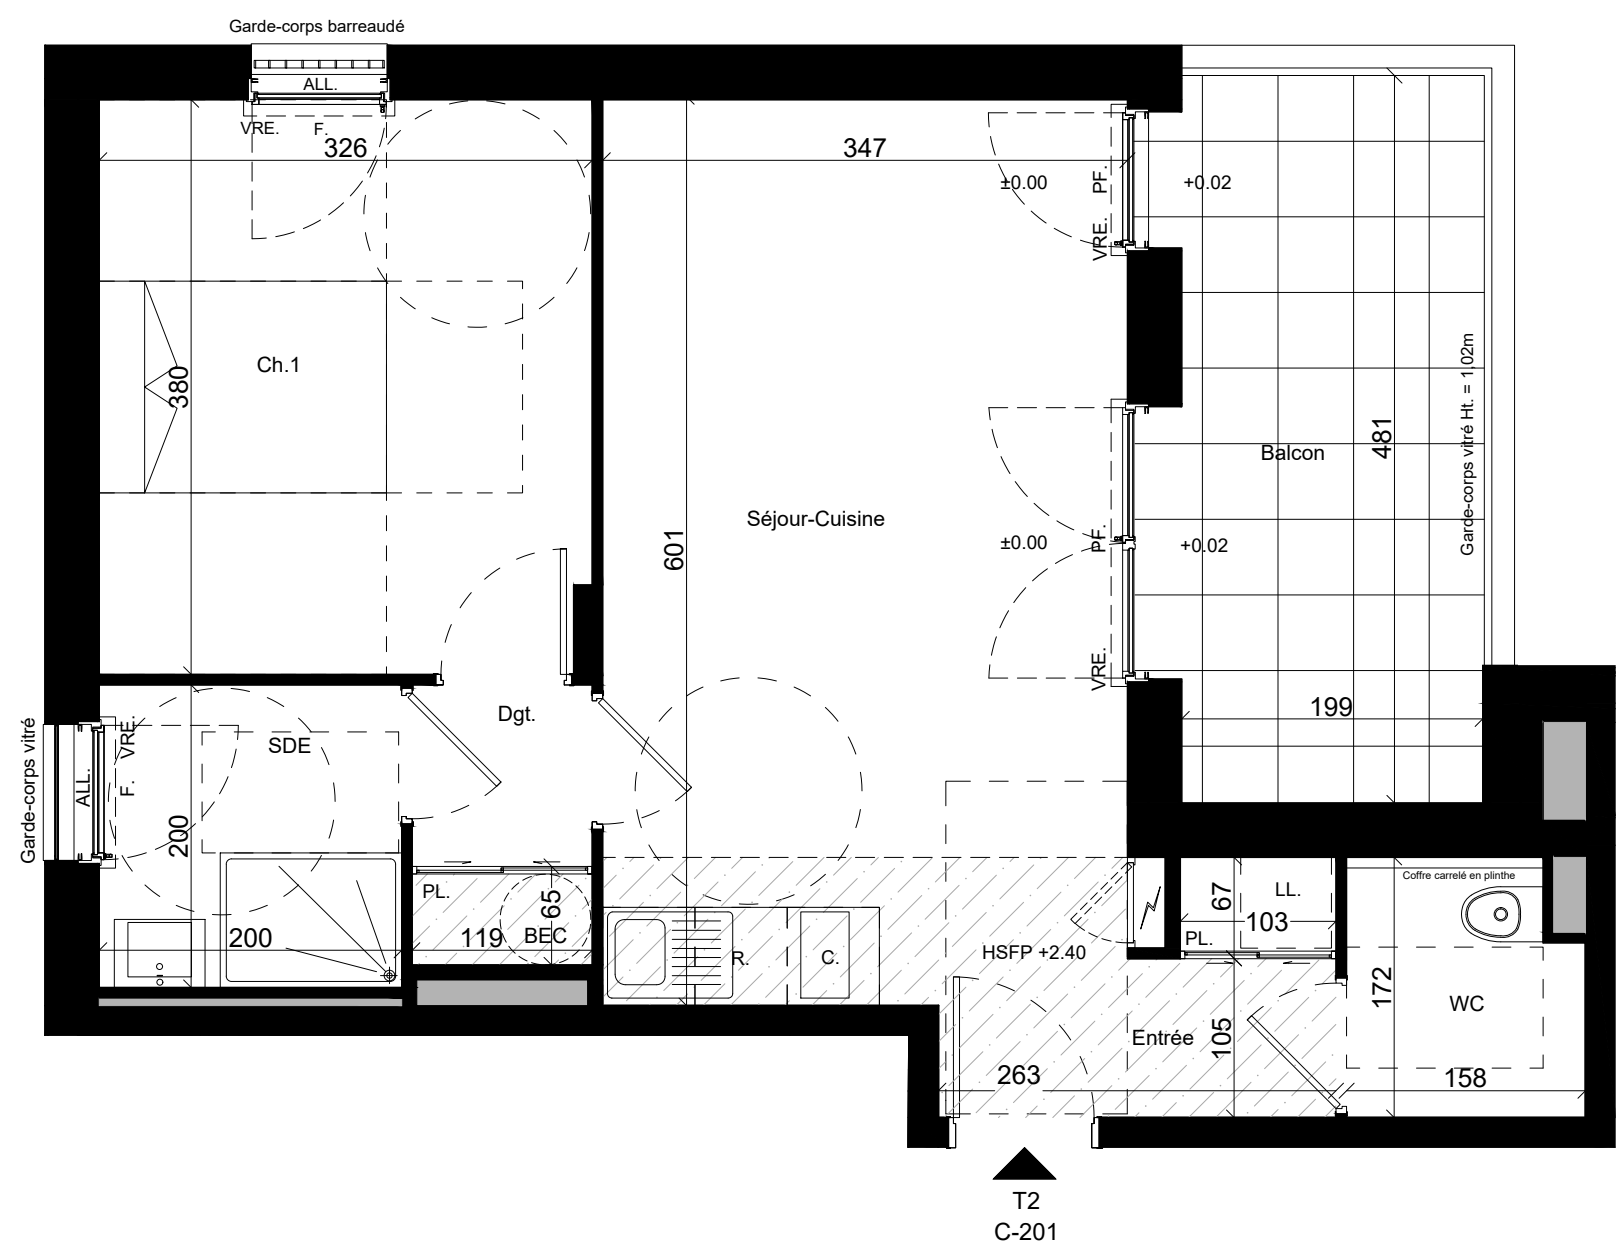 Garde-corps barreaudé
ALL.
VRE.
F.
326
347
±0.00
PF.
VRE.
+0.02
Ch.1
380
Séjour-Cuisine
601
±0.00
PF.
VRE.
+0.02
Balcon
481
Garde-corps vitré Ht. = 1,02m
199
Garde-corps vitré
ALL.
F.
VRE.
SDE
200
200
Dgt.
PL.
65
119
BEC
R.
C.
HSFP +2.40
67
LL.
103
PL.
Coffre carrelé en plinthe
172
WC
Entrée
105
263
158
T2
C-201